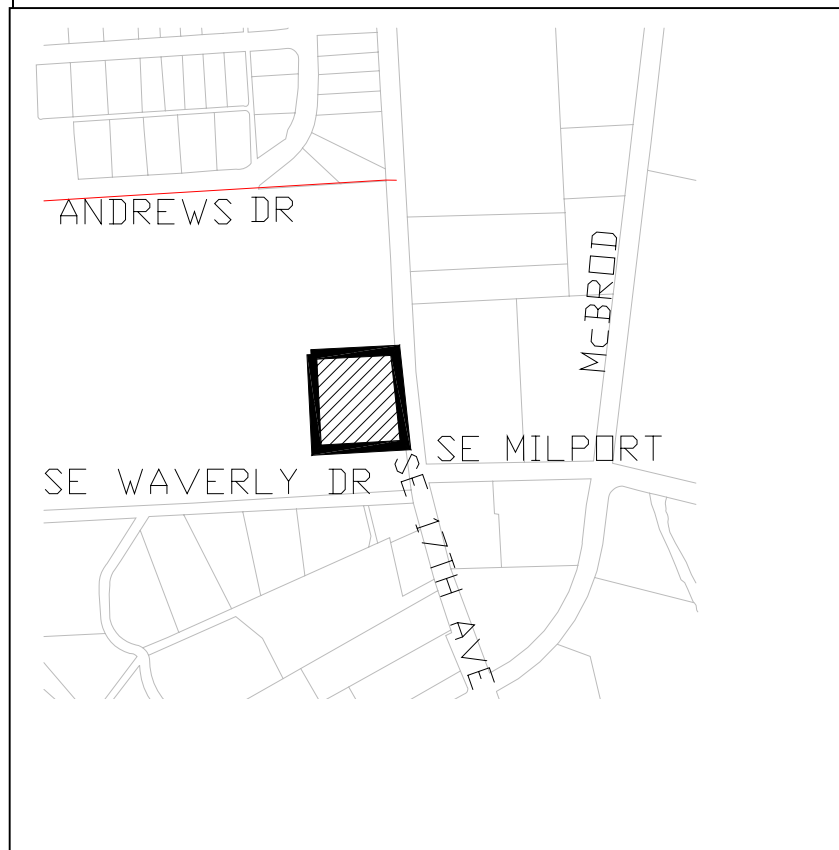 ANDREWS DR
McBROD
SE MILPORT
SE WAVERLY DR
SE 17TH AVE